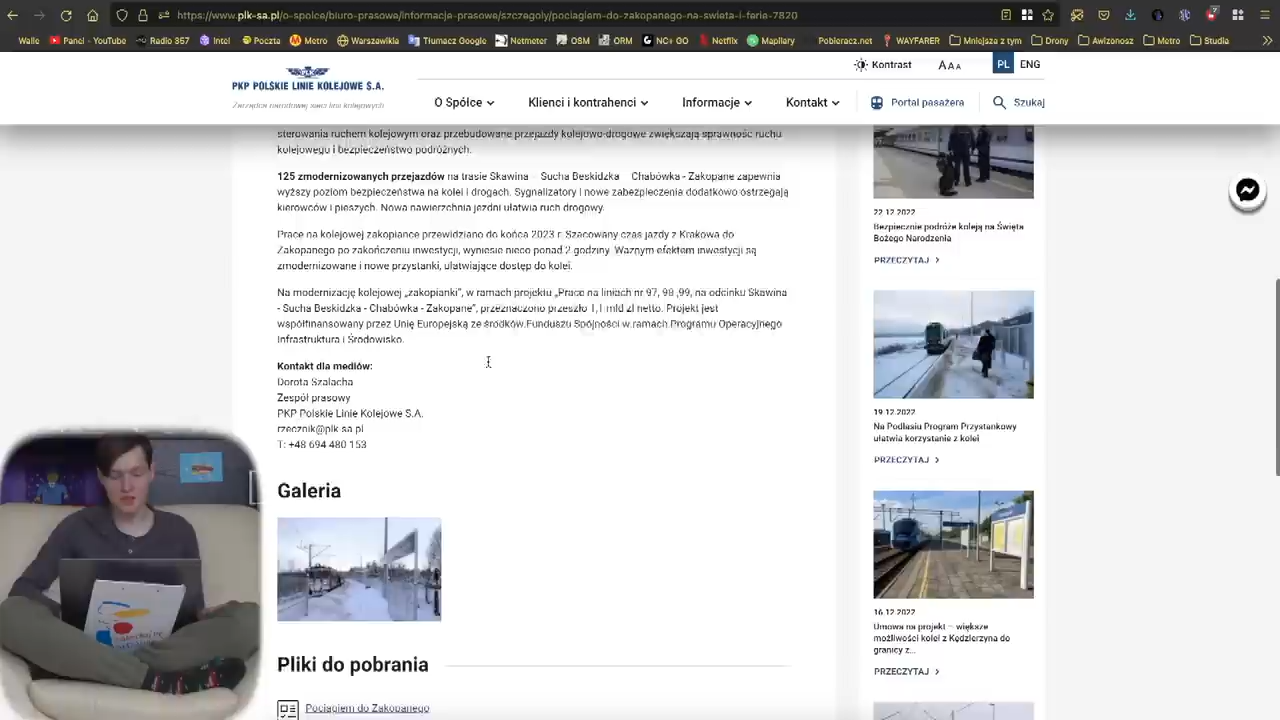 https://www.plk-sa.pl/o-spolce/biuro-prasowe/informacje-prasowe/szczegoly/pociagiem-do-zakopanego-na-swieta-i-ferie-7820
Walle Panel - YouTube Radio 357 Intel Poczta Metro Warszawikia Tłumacz Google Netmeter OSM ORM NC+ GO Netflix Mapilary Pobieracz.net WAYFARER Mniejsza z tym Drony Awizonosz Metro Studia
Kontrast A A A PL ENG
PKP POLSKIE LINIE KOLEJOWE S.A.
Zarządca narodowej sieci linii kolejowych
O Spółce Klienci i kontrahenci Informacje Kontakt Portal pasażera Szukaj
sterowania ruchem kolejowym oraz przebudowane przejazdy kolejowo-drogowe zwiększają sprawność ruchu
kolejowego i bezpieczeństwo podróżnych.
125 zmodernizowanych przejazdów na trasie Skawina – Sucha Beskidzka – Chabówka - Zakopane zapewnia
wyższy poziom bezpieczeństwa na kolei i drogach. Sygnalizatory i nowe zabezpieczenia dodatkowo ostrzegają
kierowców i pieszych. Nowa nawierzchnia jezdni ułatwia ruch drogowy.
Prace na kolejowej zakopiance przewidziano do końca 2023 r. Szacowany czas jazdy z Krakowa do
Zakopanego po zakończeniu inwestycji, wyniesie nieco ponad 2 godziny. Ważnym efektem inwestycji są
zmodernizowane i nowe przystanki, ułatwiające dostęp do kolei.
Na modernizację kolejowej „zakopianki”, w ramach projektu „Prace na liniach nr 97, 98 ,99, na odcinku Skawina
- Sucha Beskidzka - Chabówka - Zakopane”, przeznaczono przeszło 1,1 mld zł netto. Projekt jest
współfinansowany przez Unię Europejską ze środków Funduszu Spójności w ramach Programu Operacyjnego
Infrastruktura i Środowisko.
Kontakt dla mediów:
Dorota Szalacha
Zespół prasowy
PKP Polskie Linie Kolejowe S.A.
rzecznik@plk-sa.pl
T: +48 694 480 153
Galeria
Pliki do pobrania
Pociągiem do Zakopanego
22.12.2022
Bezpiecznie podróże koleją na Święta
Bożego Narodzenia
PRZECZYTAJ
19.12.2022
Na Podlasiu Program Przystankowy
ułatwia korzystanie z kolei
PRZECZYTAJ
16.12.2022
Umowa na projekt – większe
możliwości kolei z Kędzierzyna do
granicy z...
PRZECZYTAJ